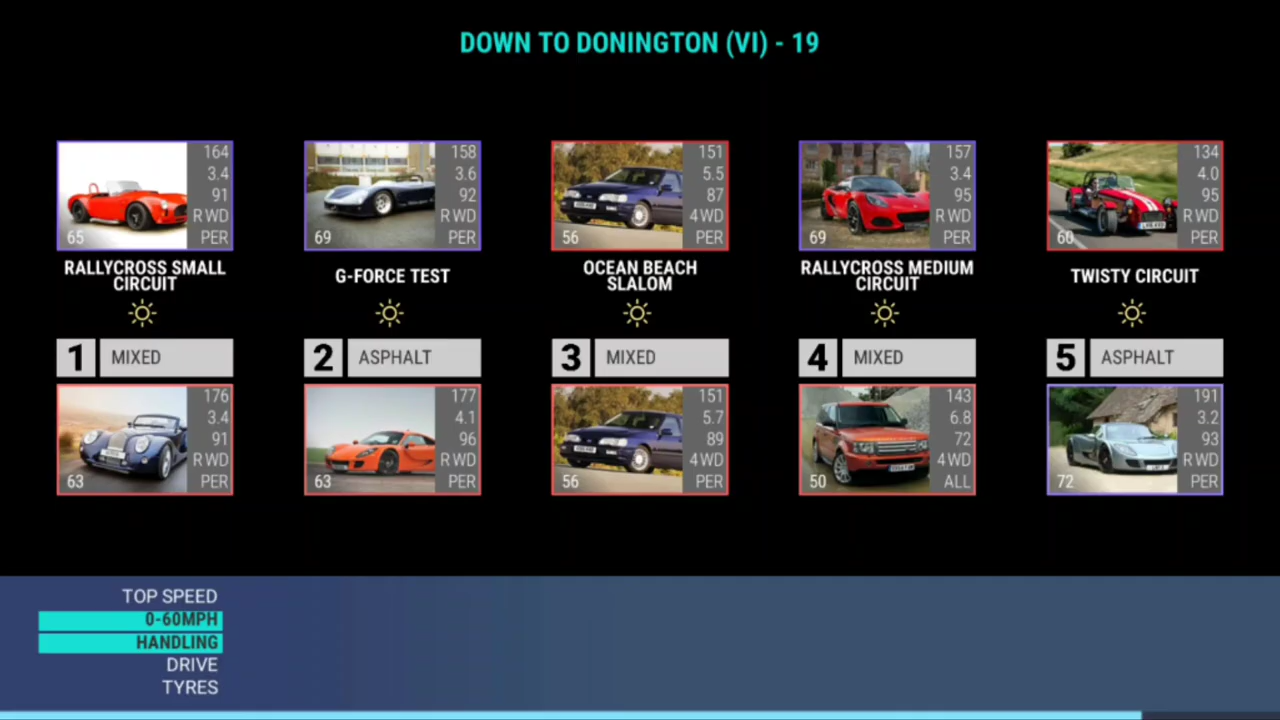 DOWN TO DONINGTON (VI) - 19
164
3.4
91
RWD
PER
65
158
3.6
92
RWD
PER
69
151
5.5
87
4WD
PER
56
157
3.4
95
RWD
PER
69
134
4.0
95
RWD
PER
60
RALLYCROSS SMALL
CIRCUIT
G-FORCE TEST
OCEAN BEACH
SLALOM
RALLYCROSS MEDIUM
CIRCUIT
TWISTY CIRCUIT
1 MIXED
2 ASPHALT
3 MIXED
4 MIXED
5 ASPHALT
176
3.4
91
RWD
PER
63
177
4.1
96
RWD
PER
63
151
5.7
89
4WD
PER
56
143
6.8
72
4WD
ALL
50
191
3.2
93
RWD
PER
72
TOP SPEED
0-60MPH
HANDLING
DRIVE
TYRES